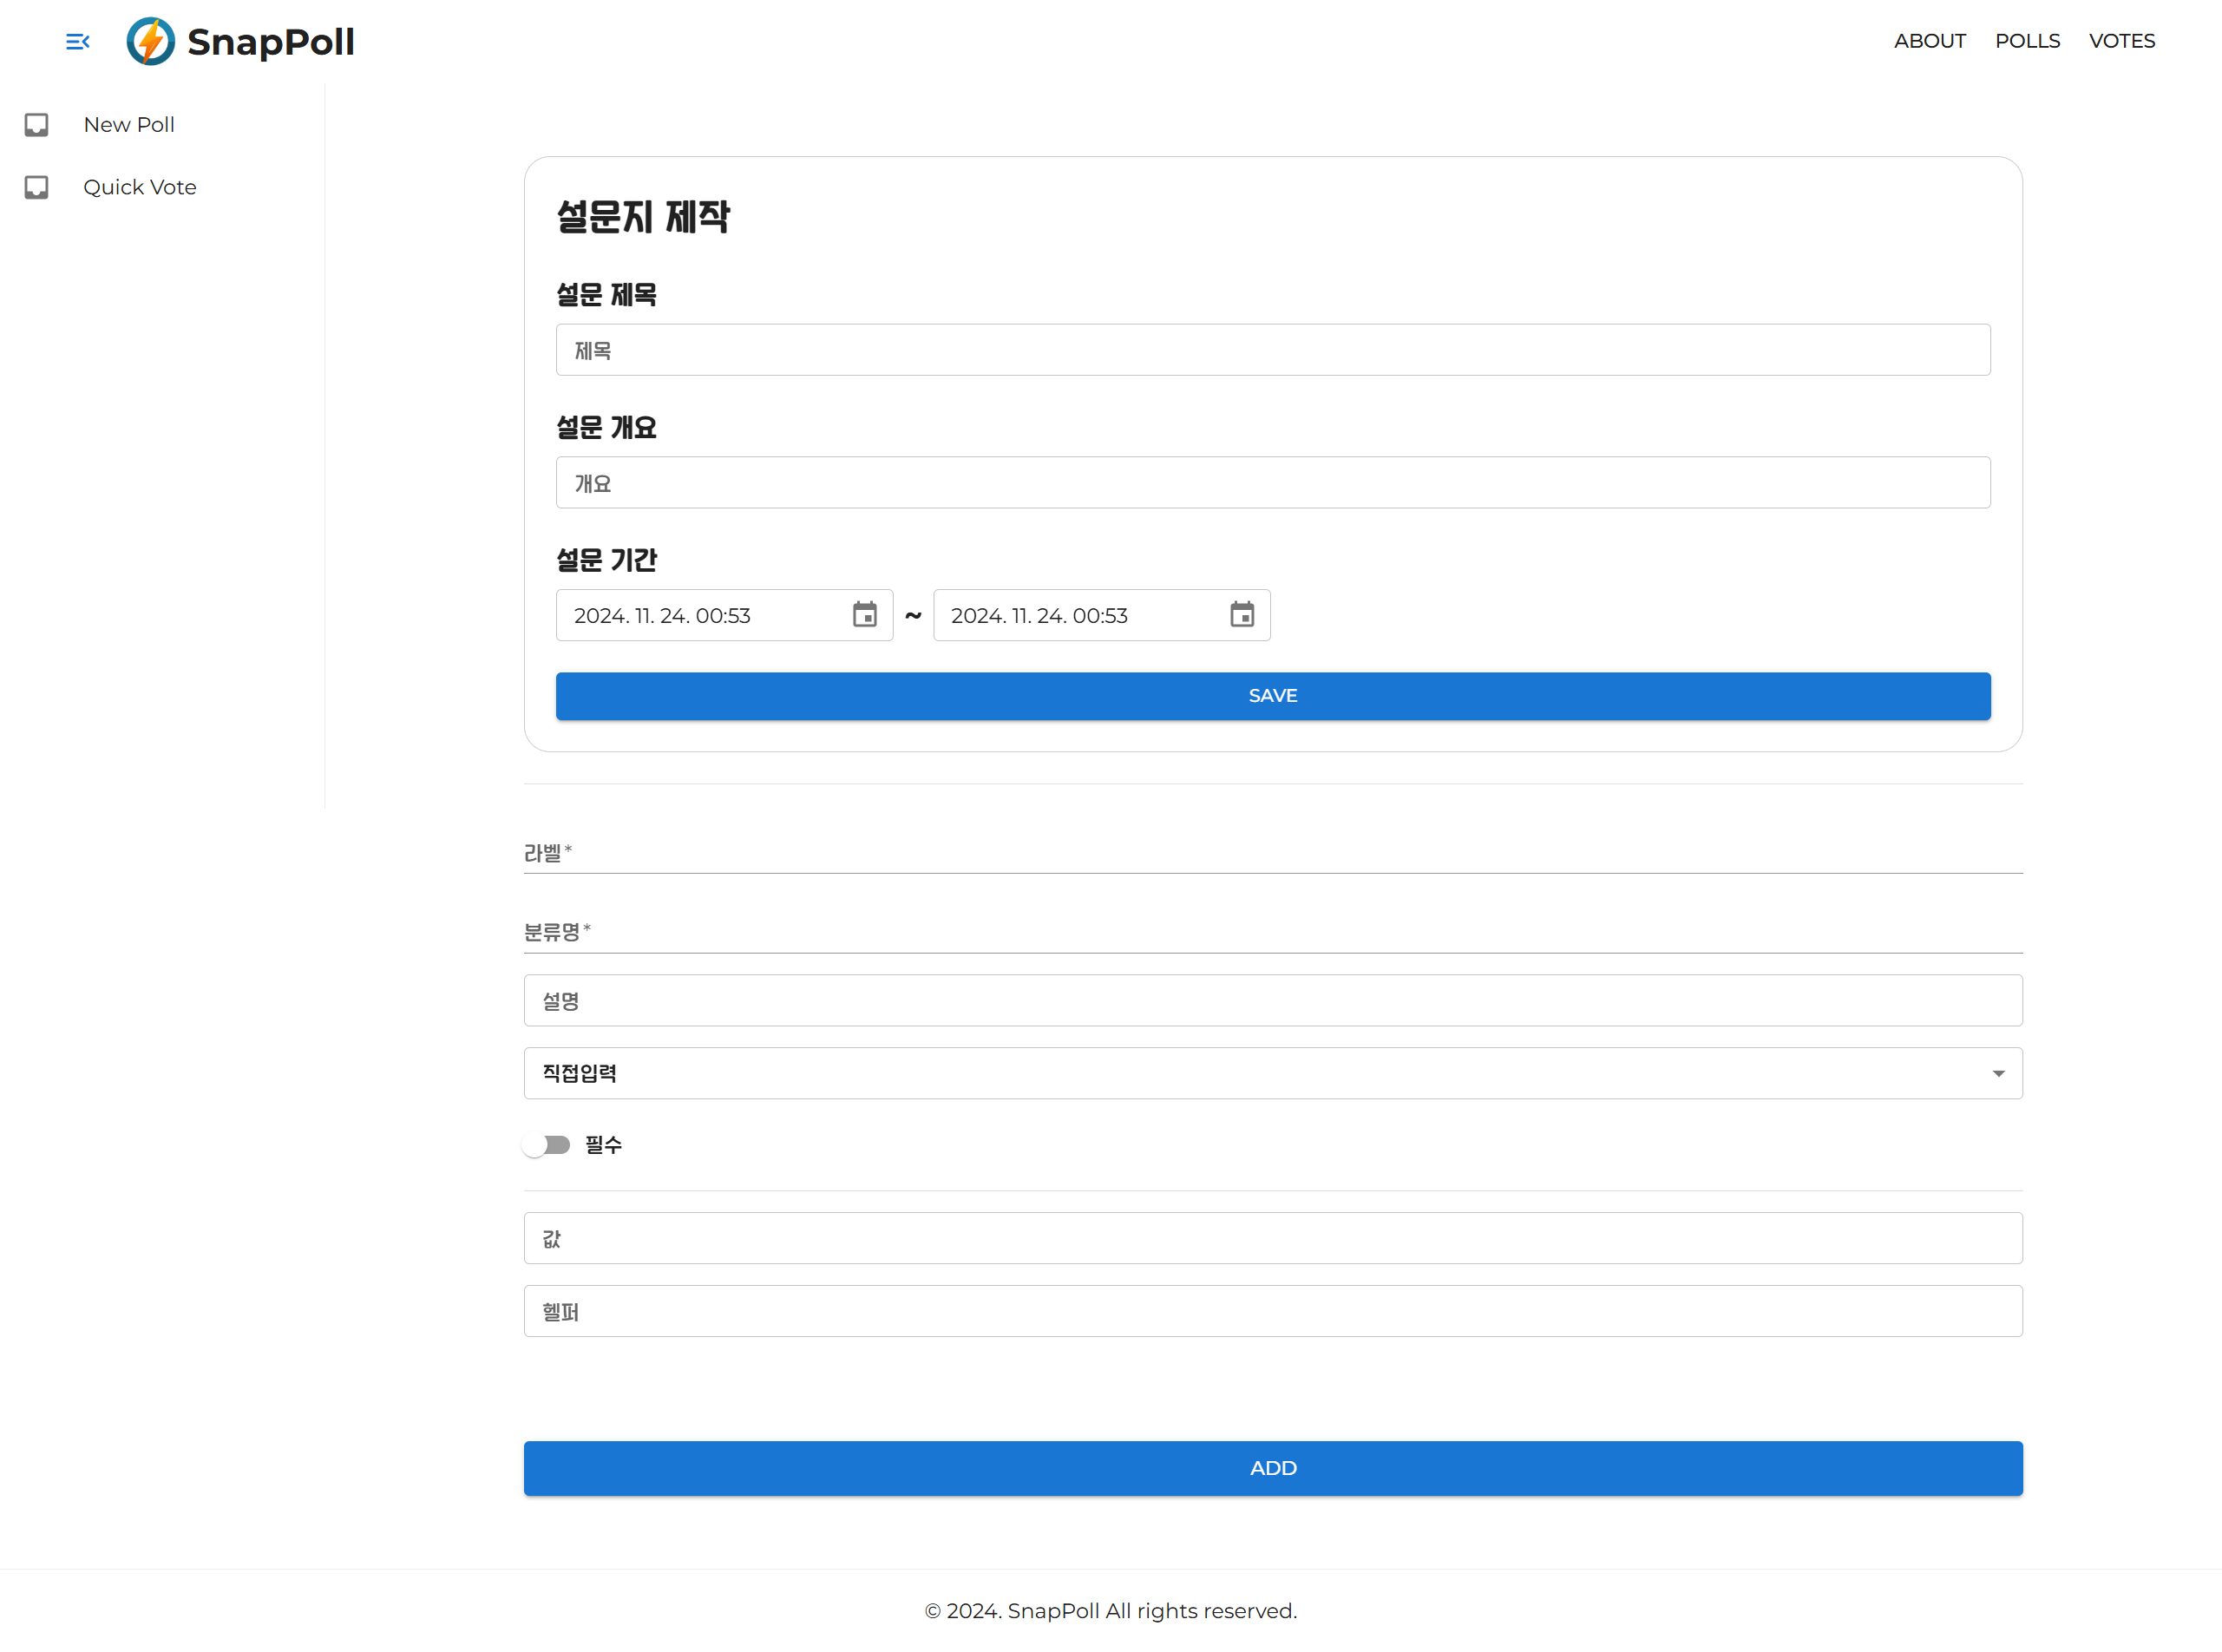 SnapPoll
ABOUT POLLS VOTES
New Poll
Quick Vote
설문지 제작
설문 제목
제목
설문 개요
개요
설문 기간
2024. 11. 24. 00:53 ~ 2024. 11. 24. 00:53
SAVE
라벨 *
분류명 *
설명
직접입력
필수
값
헬퍼
ADD
© 2024. SnapPoll All rights reserved.